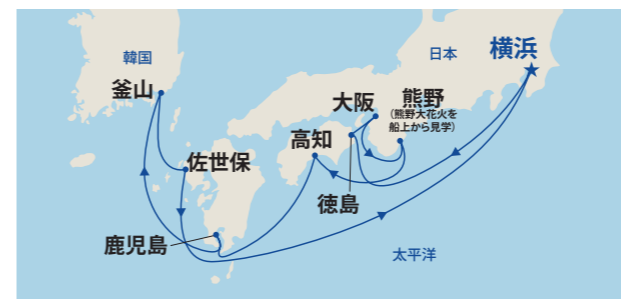 韓国
日本
横浜
釜山
大阪
熊野
(熊野大花火を
船上から見学)
高知
佐世保
徳島
鹿児島
太平洋